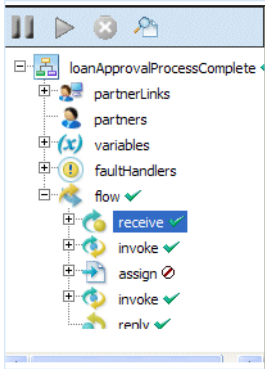 loanApprovalProcessComplete
partnerLinks
partners
(x) variables
faultHandlers
flow
receive
invoke
assign
invoke
reply